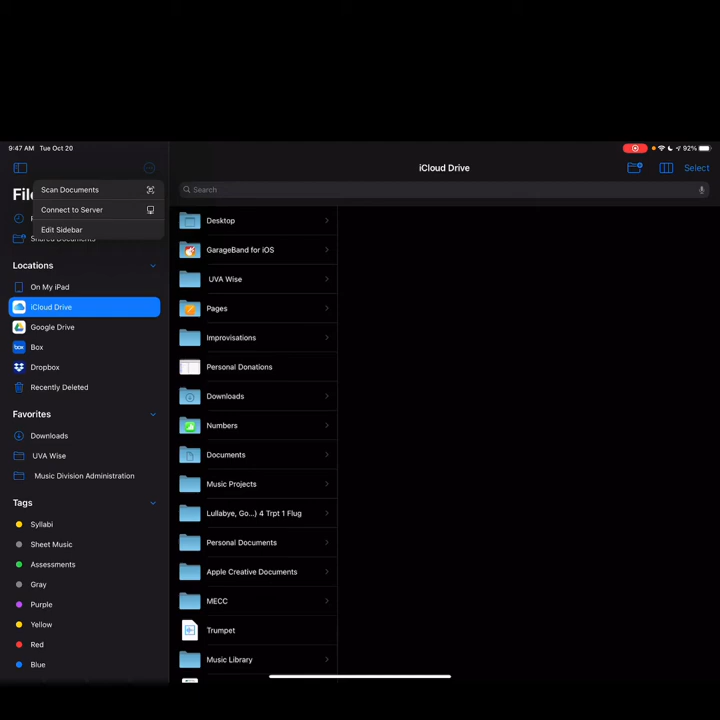 9:47 AM Tue Oct 20
92%
iCloud Drive
Select
Search
Scan Documents
Connect to Server
Edit Sidebar
Shared Documents
Locations
On My iPad
iCloud Drive
Google Drive
Box
Dropbox
Recently Deleted
Favorites
Downloads
UVA Wise
Music Division Administration
Tags
Syllabi
Sheet Music
Assessments
Gray
Purple
Yellow
Red
Blue
Desktop
GarageBand for iOS
UVA Wise
Pages
Improvisations
Personal Donations
Downloads
Numbers
Documents
Music Projects
Lullabye, Go...) 4 Trpt 1 Flug
Personal Documents
Apple Creative Documents
MECC
Trumpet
Music Library